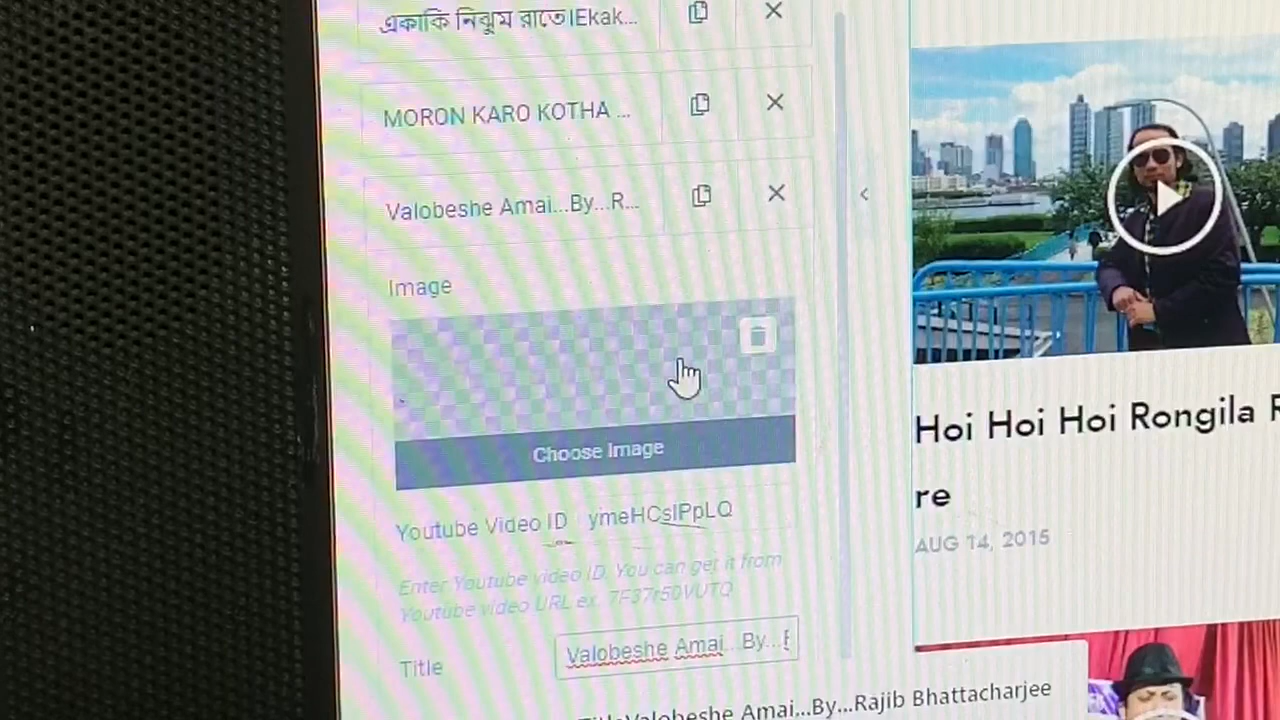 একাকি নিঝুম রাতে।Ekak...
MORON KARO KOTHA ...
Valobeshe Amai...By...R...
Image
Choose Image
Youtube Video ID ymeHCsIPpLQ
Enter Youtube video ID. You can get it from
Youtube video URL ex. 7F37r50VUTQ
Title Valobeshe Amai...By...
Valobeshe Amai...By...Rajib Bhattacharjee
Hoi Hoi Hoi Rongila
re
AUG 14, 2015